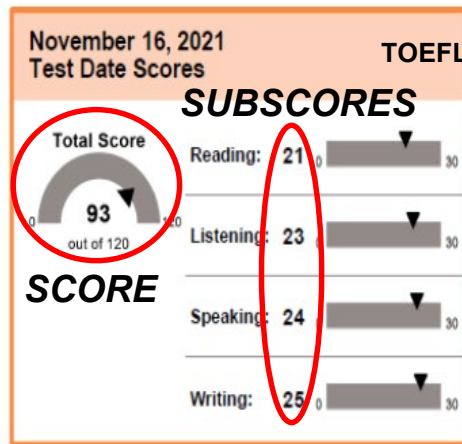 November 16, 2021
Test Date Scores
TOEFL
SUBSCORES
Total Score
93
0 120
out of 120
SCORE
Reading: 21 0 30
Listening: 23 0 30
Speaking: 24 0 30
Writing: 25 0 30